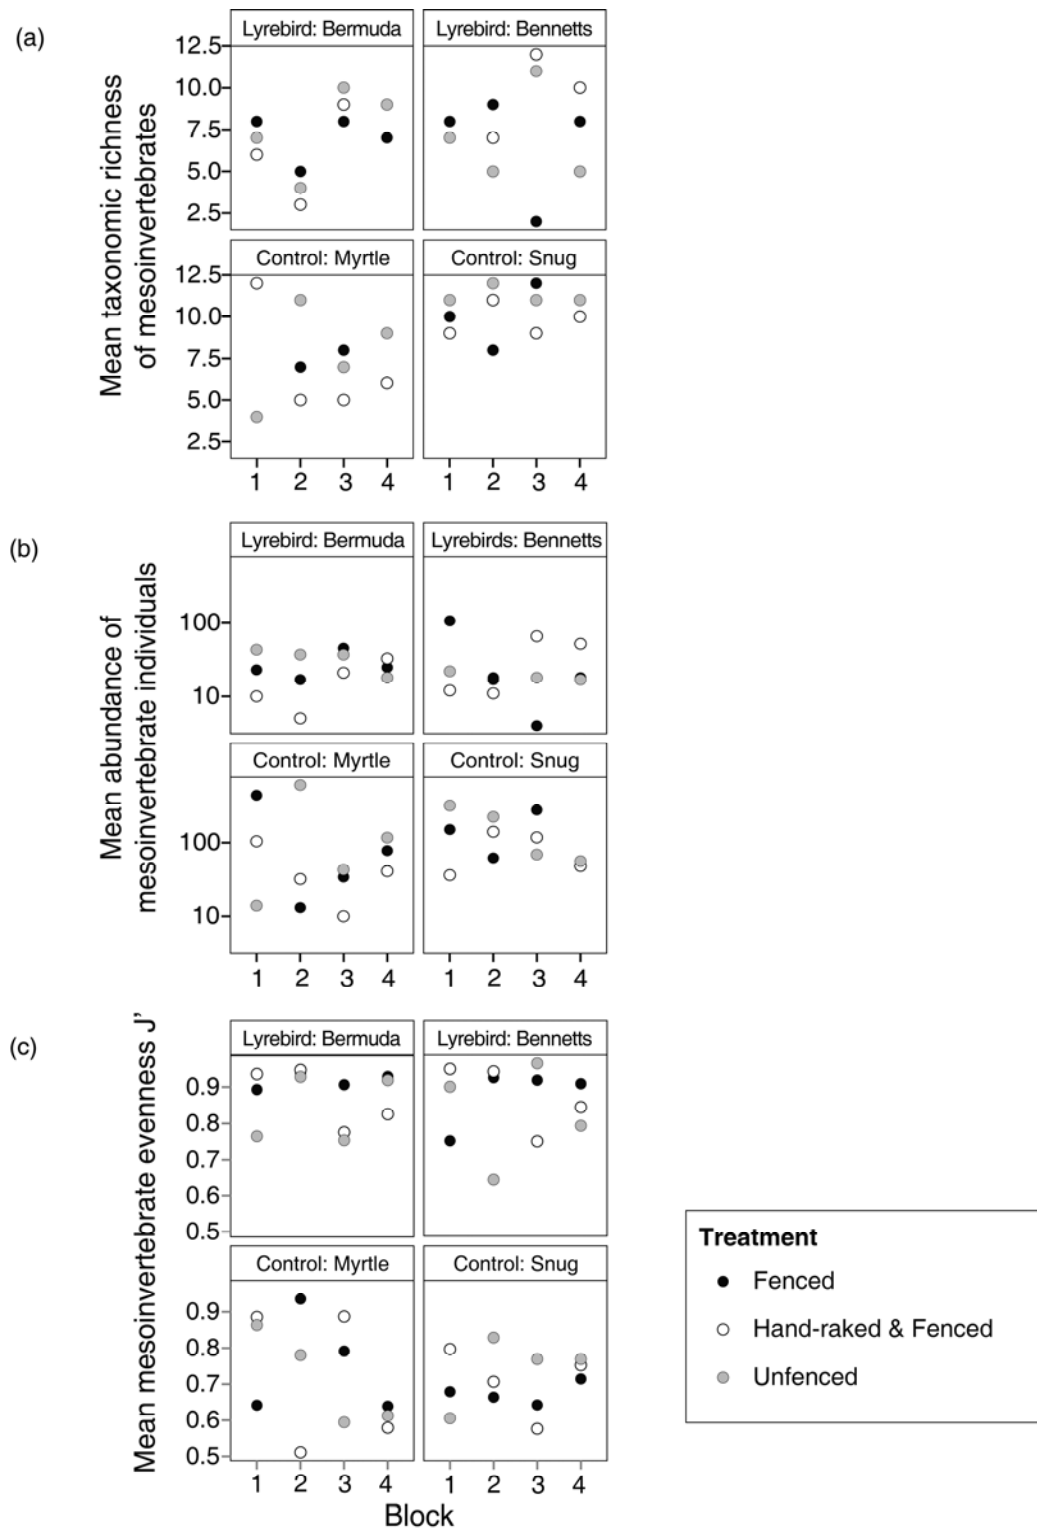 (a)
Mean taxonomic richness
of mesoinvertebrates
Lyrebird: Bermuda
Lyrebird: Bennetts
12.5
10.0
7.5
5.0
2.5
Control: Myrtle
Control: Snug
12.5
10.0
7.5
5.0
2.5
1 2 3 4
1 2 3 4
(b)
Mean abundance of
mesoinvertebrate individuals
Lyrebird: Bermuda
Lyrebirds: Bennetts
100
10
Control: Myrtle
Control: Snug
100
10
1 2 3 4
1 2 3 4
(c)
Mean mesoinvertebrate evenness J'
Lyrebird: Bermuda
Lyrebird: Bennetts
0.9
0.8
0.7
0.6
0.5
Control: Myrtle
Control: Snug
0.9
0.8
0.7
0.6
0.5
1 2 3 4
1 2 3 4
Block
Treatment
Fenced
Hand-raked & Fenced
Unfenced